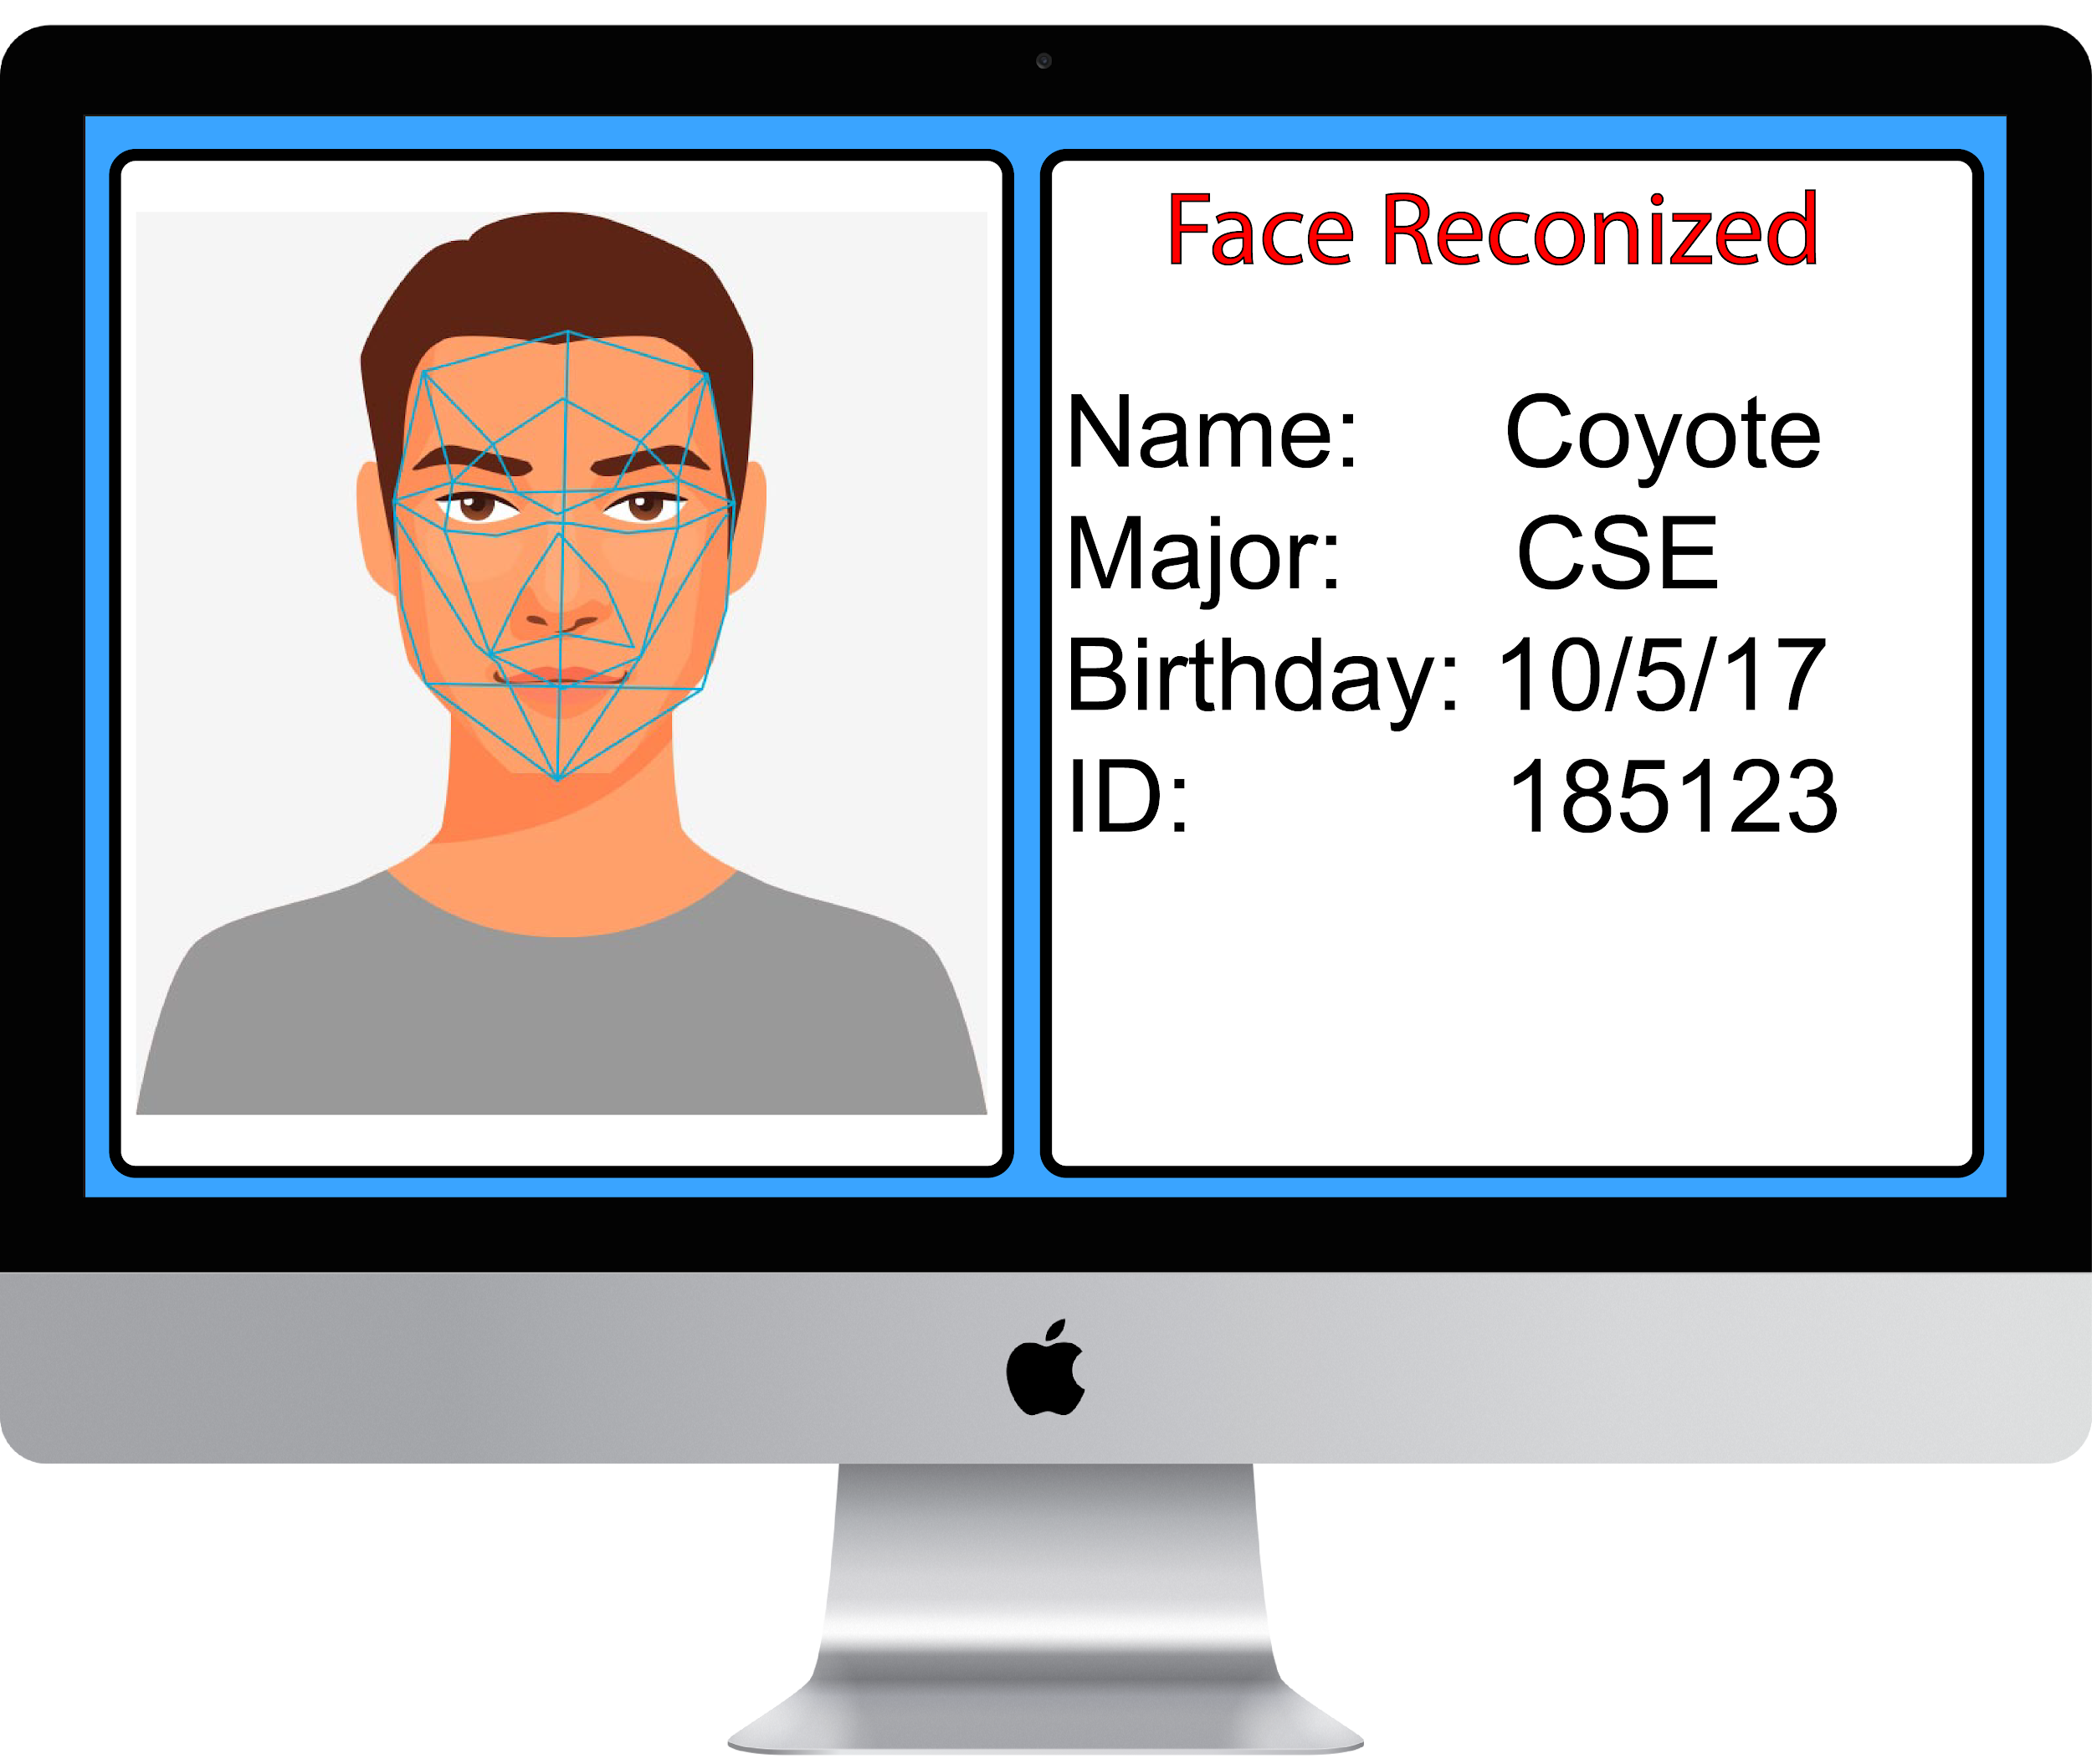 Face Reconized
Name: Coyote
Major: CSE
Birthday: 10/5/17
ID: 185123